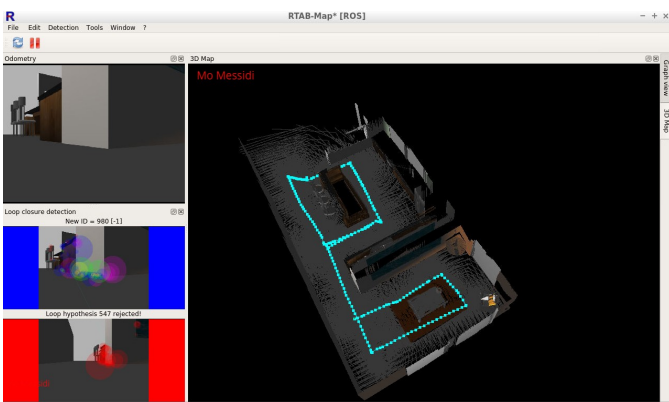 R
RTAB-Map* [ROS]
File Edit Detection Tools Window ?
Odometry
3D Map
Mo Messidi
Graph view
3D Map
Loop closure detection
New ID = 980 [-1]
Loop hypothesis 547 rejected!